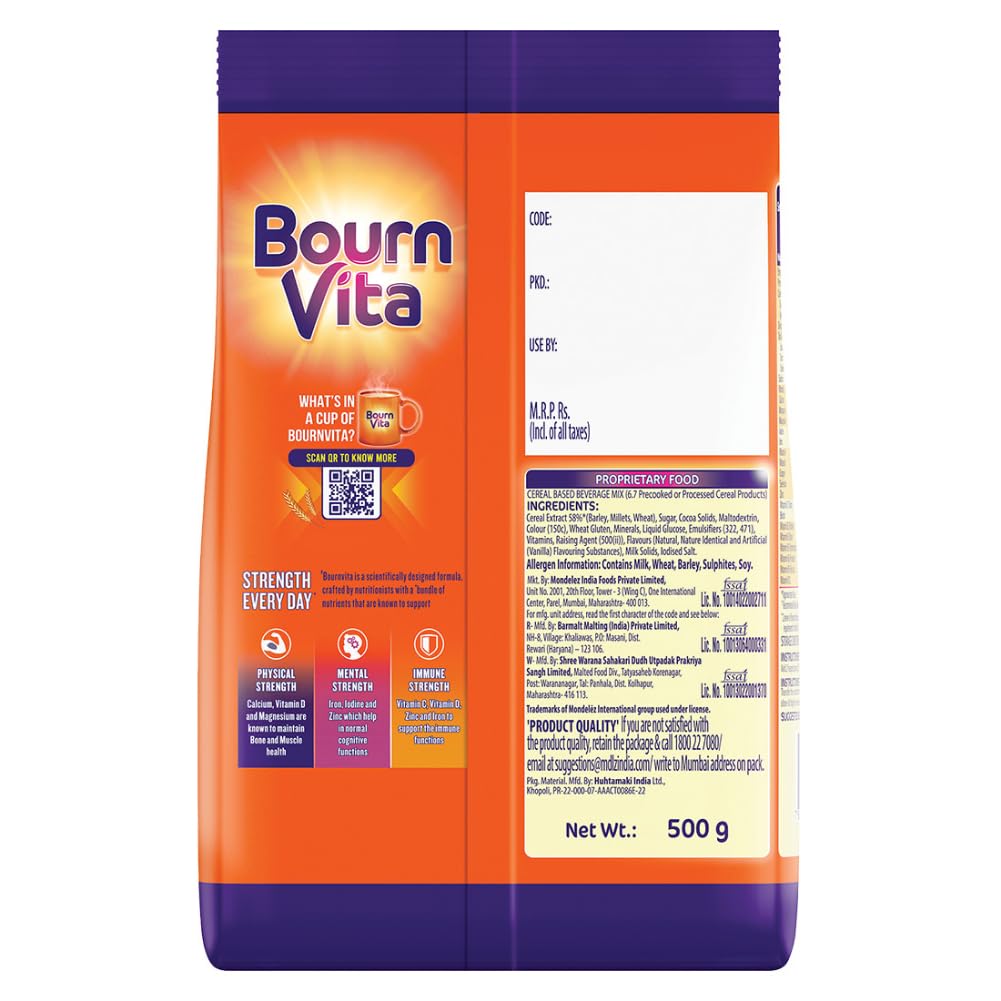 Bourn
Vita
WHAT'S IN
A CUP OF
BOURNVITA?
Bourn
Vita
SCAN QR TO KNOW MORE
STRENGTH
EVERY DAY*
*Bournvita is a scientifically designed formula,
crafted by nutritionists with a *bundle of
nutrients that are known to support
PHYSICAL
STRENGTH
Calcium, Vitamin D
and Magnesium are
known to maintain
Bone and Muscle
health
MENTAL
STRENGTH
Iron, Iodine and
Zinc which help
in normal
cognitive
functions
IMMUNE
STRENGTH
Vitamin C, Vitamin D,
Zinc and Iron to
support the immune
functions
CODE:
PKD.:
USE BY:
M.R.P. Rs.
(Incl. of all taxes)
PROPRIETARY FOOD
CEREAL BASED BEVERAGE MIX (6.7 Precooked or Processed Cereal Products)
INGREDIENTS:
Cereal Extract 58%*(Barley, Millets, Wheat), Sugar, Cocoa Solids, Maltodextrin,
Colour (150c), Wheat Gluten, Minerals, Liquid Glucose, Emulsifiers (322, 471),
Vitamins, Raising Agent (500(ii)), Flavours (Natural, Nature Identical and Artificial
(Vanilla) Flavouring Substances), Milk Solids, Iodised Salt.
Allergen Information: Contains Milk, Wheat, Barley, Sulphites, Soy.
Mkt. By: Mondelez India Foods Private Limited,
Unit No. 2001, 20th Floor, Tower - 3 (Wing C), One International
Center, Parel, Mumbai, Maharashtra- 400 013.
fssai
Lic. No. 10014022002711
For mfg. unit address, read the first character of the code and see below:
R- Mfd. By: Barmalt Malting (India) Private Limited,
NH-8, Village: Khaliawas, P.O: Masani, Dist.
Rewari (Haryana) – 123 106.
fssai
Lic. No. 10013064000331
W- Mfd. By: Shree Warana Sahakari Dudh Utpadak Prakriya
Sangh Limited, Malted Food Div., Tatyasaheb Korenagar,
Post: Warananagar, Tal: Panhala, Dist. Kolhapur,
Maharashtra- 416 113.
fssai
Lic. No. 10013022001370
Trademarks of Mondelez International group used under license.
'PRODUCT QUALITY' If you are not satisfied with
the product quality, retain the package & call 1800 22 7080/
email at suggestions@mdlzindia.com/ write to Mumbai address on pack.
Pkg. Material. Mfd. By: Huhtamaki India Ltd.,
Khopoli, PR-22-000-07-AAACT0086E-22
Net Wt.: 500 g